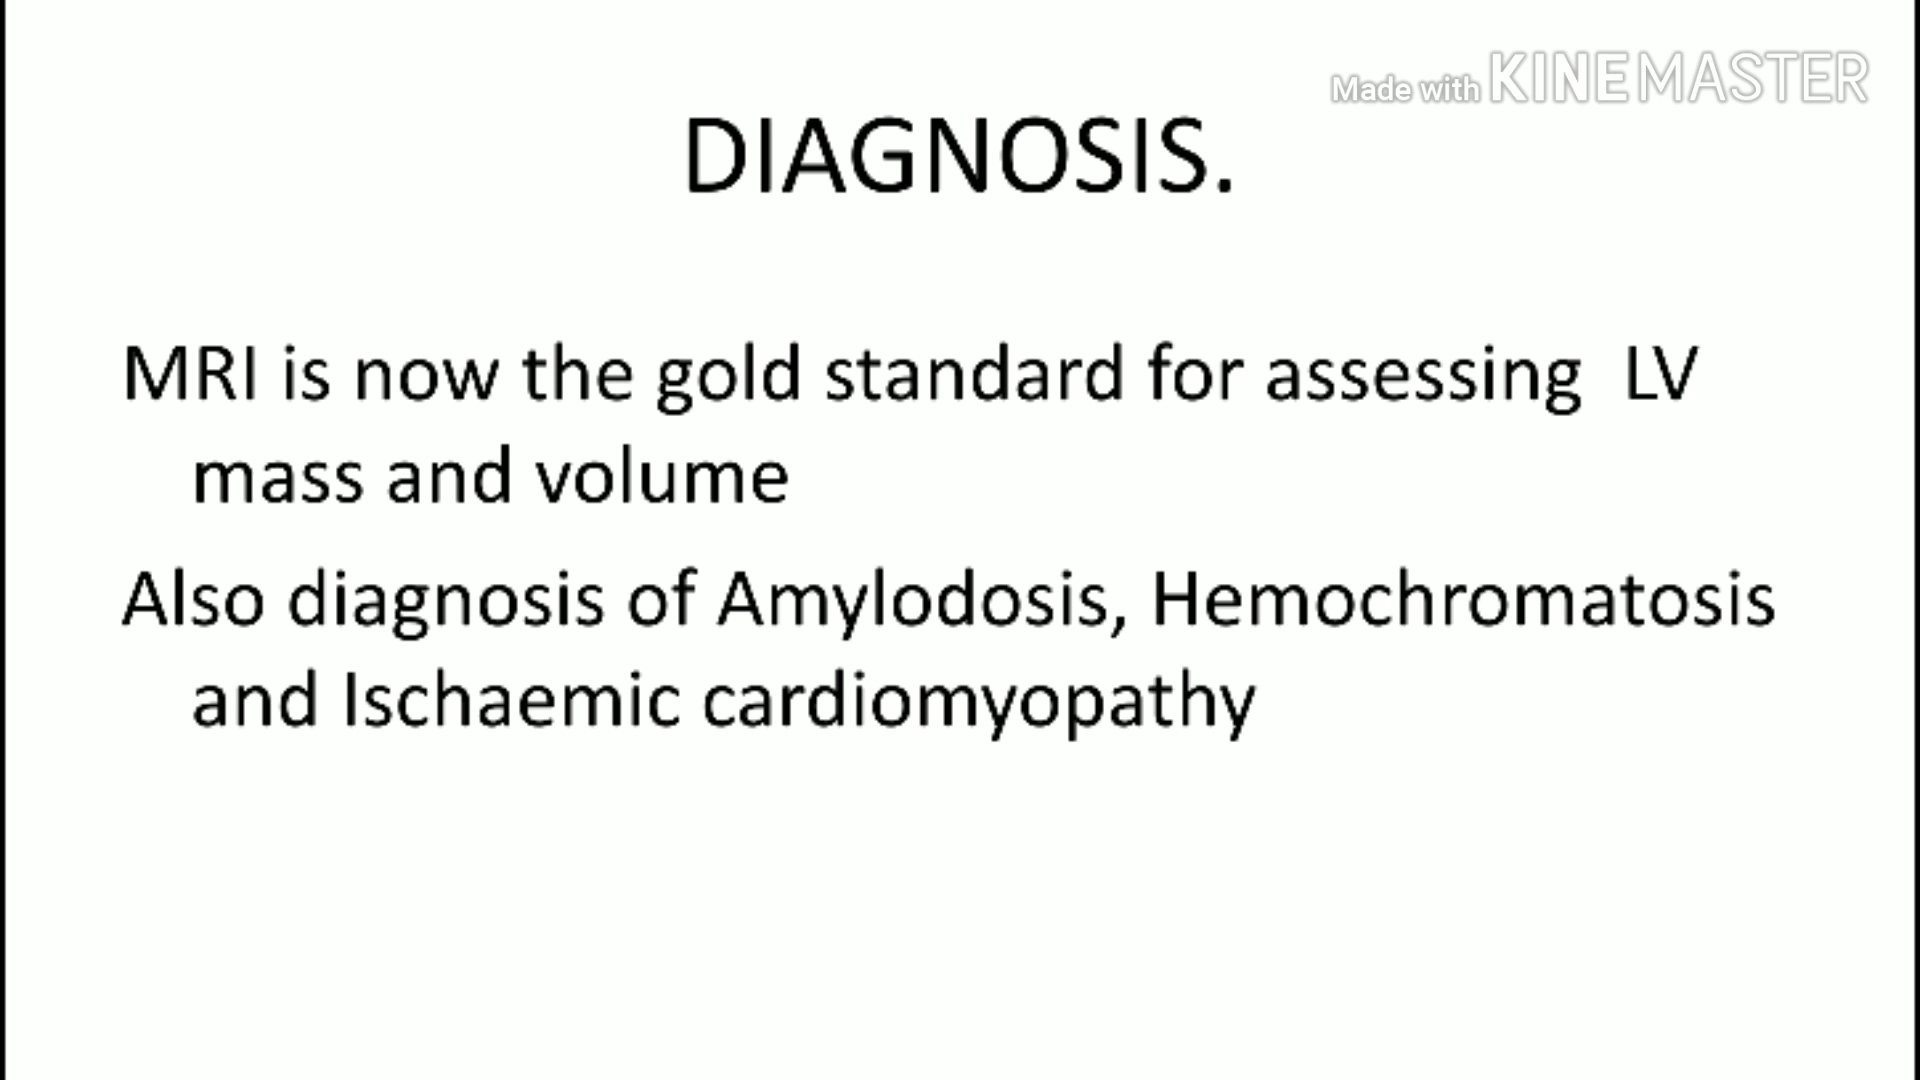 Made with KINEMASTER
DIAGNOSIS.
MRI is now the gold standard for assessing LV
mass and volume
Also diagnosis of Amylodosis, Hemochromatosis
and Ischaemic cardiomyopathy